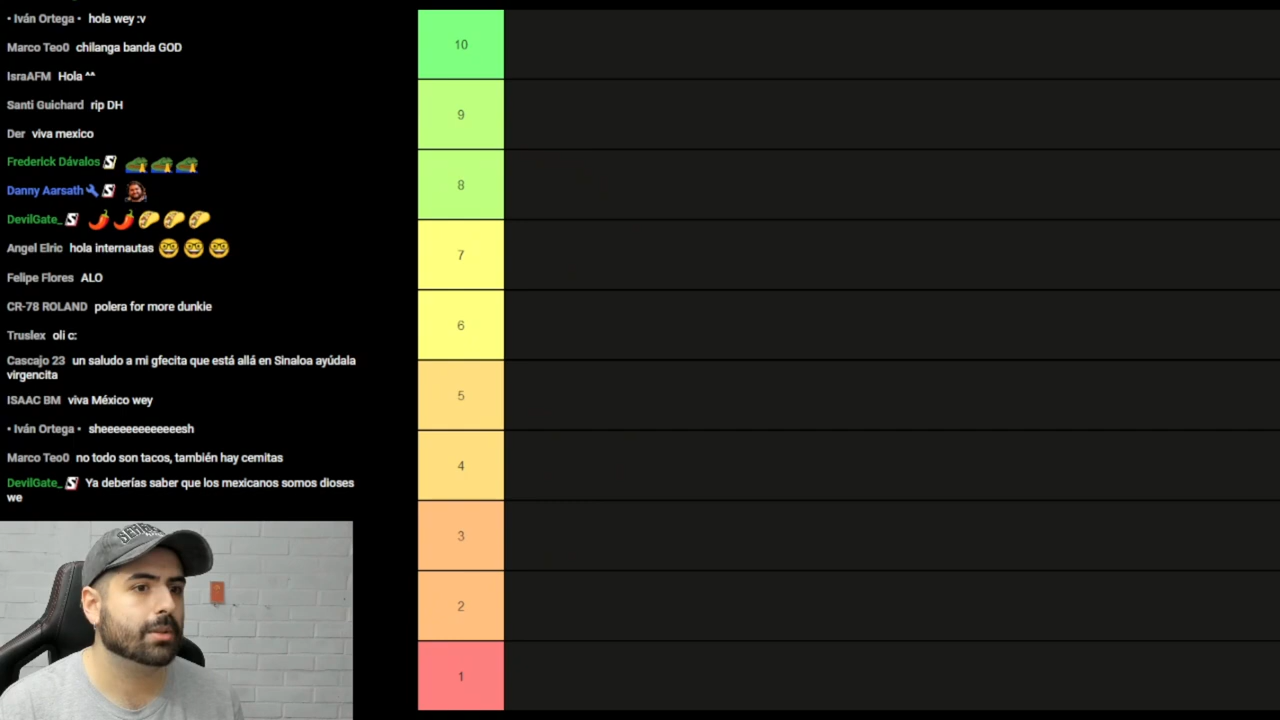 • Iván Ortega • hola wey :v
Marco Teo0 chilanga banda GOD
IsraAFM Hola ^^
Santi Guichard rip DH
Der viva mexico
Frederick Dávalos S
Danny Aarsath S
DevilGate_ S
Angel Elric hola internautas
Felipe Flores ALO
CR-78 ROLAND polera for more dunkie
Truslex oli c:
Cascajo 23 un saludo a mi gfecita que está allá en Sinaloa ayúdala
virgencita
ISAAC BM viva México wey
• Iván Ortega • sheeeeeeeeeeeeesh
Marco Teo0 no todo son tacos, también hay cemitas
DevilGate_ S Ya deberías saber que los mexicanos somos dioses
we
10
9
8
7
6
5
4
3
2
1